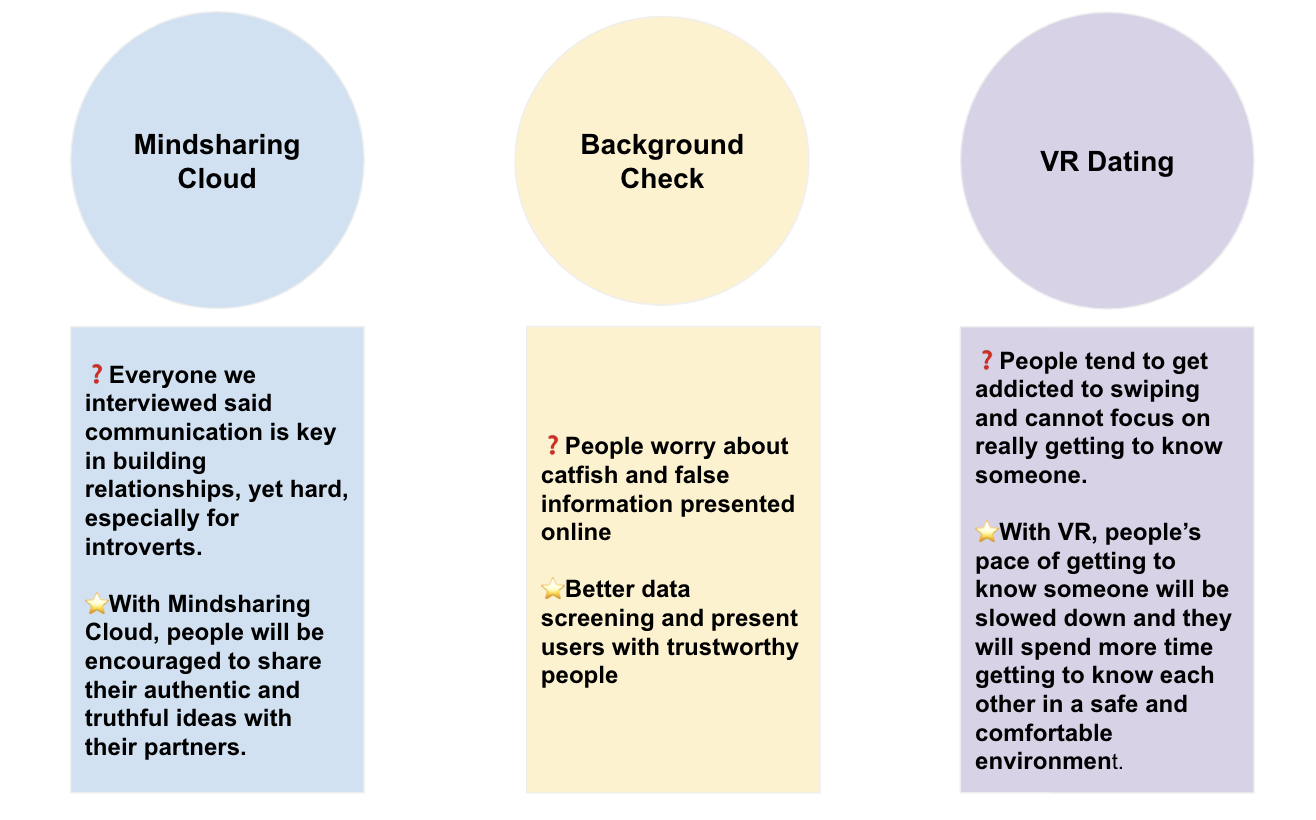 Mindsharing
Cloud
Background
Check
VR Dating
❓Everyone we
interviewed said
communication is key
in building
relationships, yet hard,
especially for
introverts.
⭐With Mindsharing
Cloud, people will be
encouraged to share
their authentic and
truthful ideas with
their partners.
❓People worry about
catfish and false
information presented
online
⭐Better data
screening and present
users with trustworthy
people
❓People tend to get
addicted to swiping
and cannot focus on
really getting to know
someone.
⭐With VR, people’s
pace of getting to
know someone will be
slowed down and they
will spend more time
getting to know each
other in a safe and
comfortable
environment.